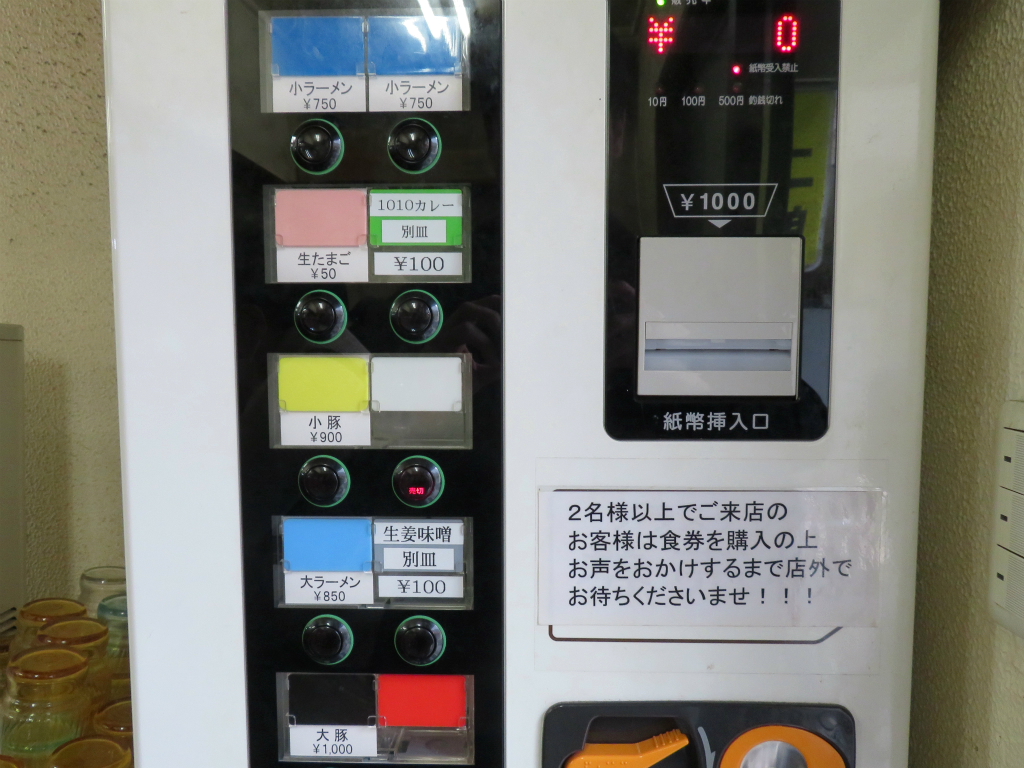 小ラーメン
¥750
小ラーメン
¥750
生たまご
¥50
1010カレー
別皿
¥100
小豚
¥900
売切
大ラーメン
¥850
生姜味噌
別皿
¥100
大豚
¥1,000
販売中
¥ 0
紙幣受入禁止
10円 100円 500円 釣銭切れ
¥1000
紙幣挿入口
2名様以上でご来店の
お客様は食券を購入の上
お声をおかけするまで店外で
お待ちくださいませ！！！